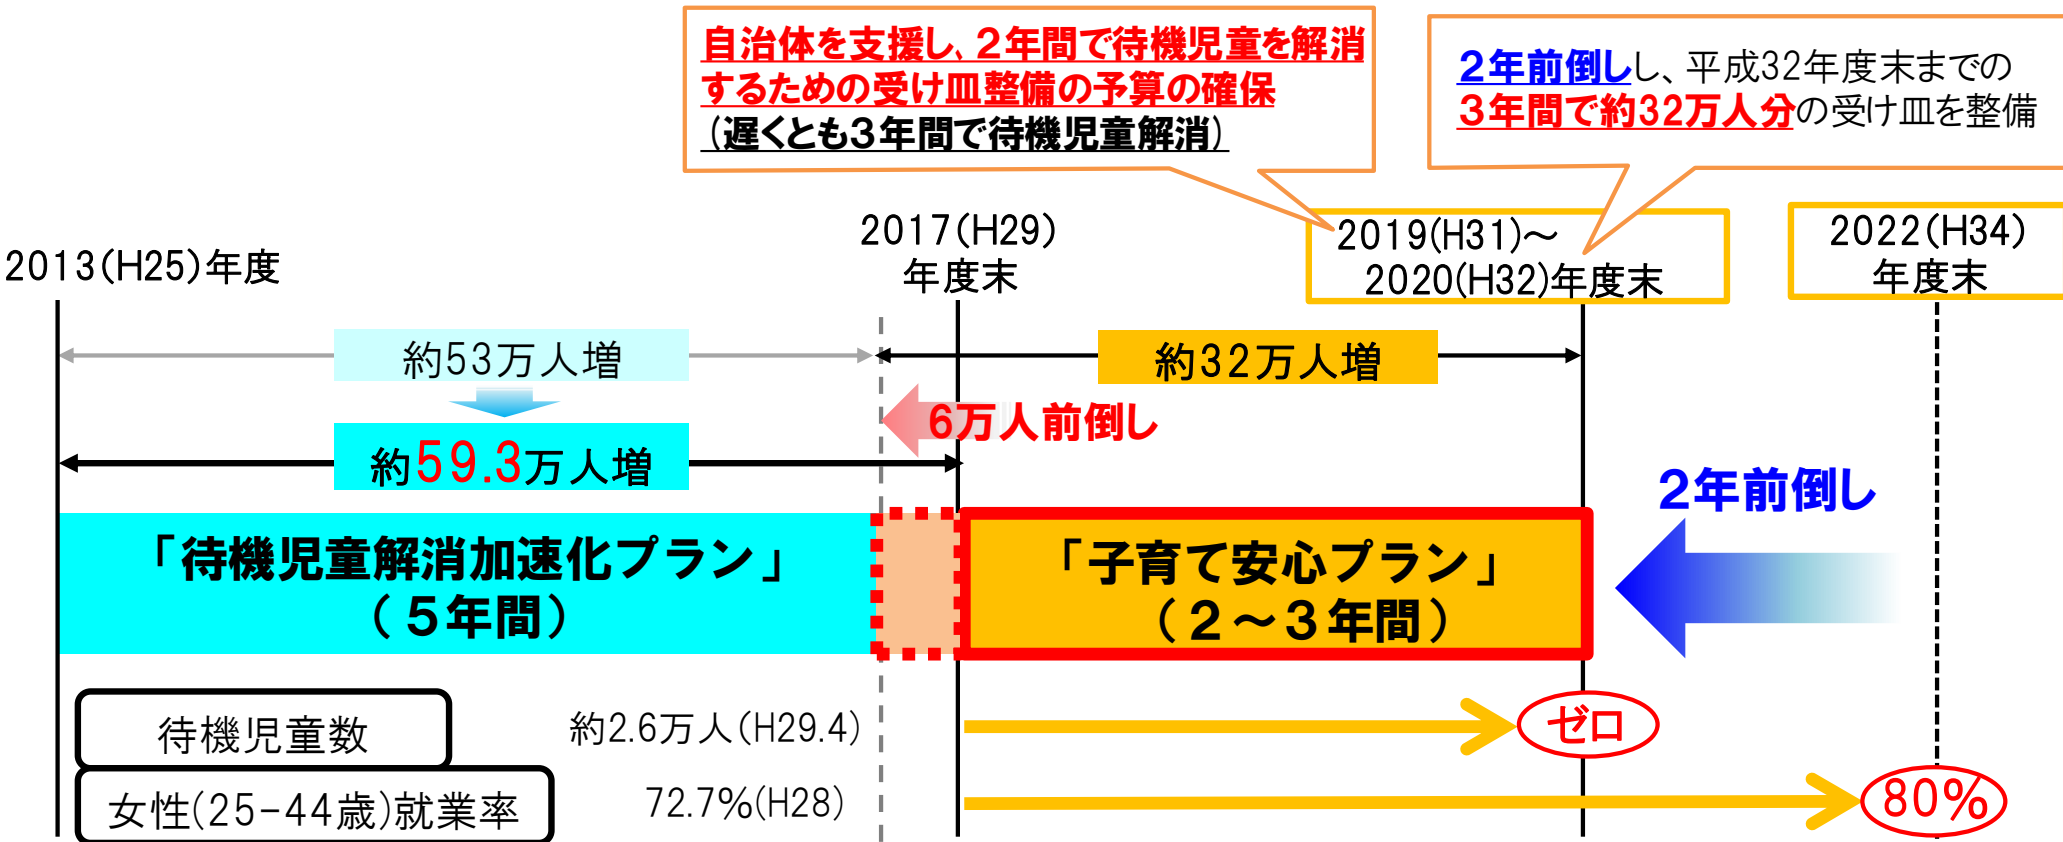 自治体を支援し、２年間で待機児童を解消
するための受け皿整備の予算の確保
（遅くとも３年間で待機児童解消）
２年前倒しし、平成32年度末までの
３年間で約32万人分の受け皿を整備
2013(H25)年度
2017(H29)
年度末
2019(H31)～
2020(H32)年度末
2022(H34)
年度末
約53万人増
約32万人増
6万人前倒し
約59.3万人増
２年前倒し
「待機児童解消加速化プラン」
（５年間）
「子育て安心プラン」
（２～３年間）
待機児童数
約2.6万人(H29.4)
ゼロ
女性(25-44歳)就業率
72.7%(H28)
80%